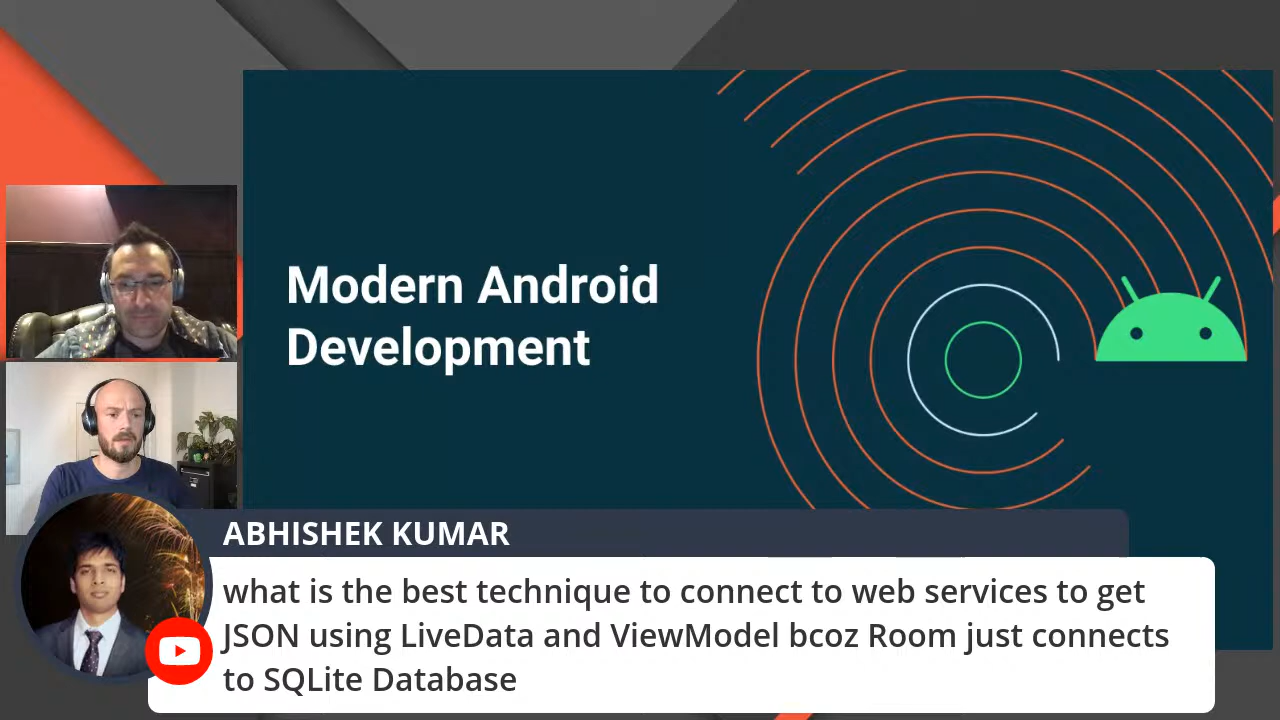 Modern Android
Development
ABHISHEK KUMAR
what is the best technique to connect to web services to get
JSON using LiveData and ViewModel bcoz Room just connects
to SQLite Database